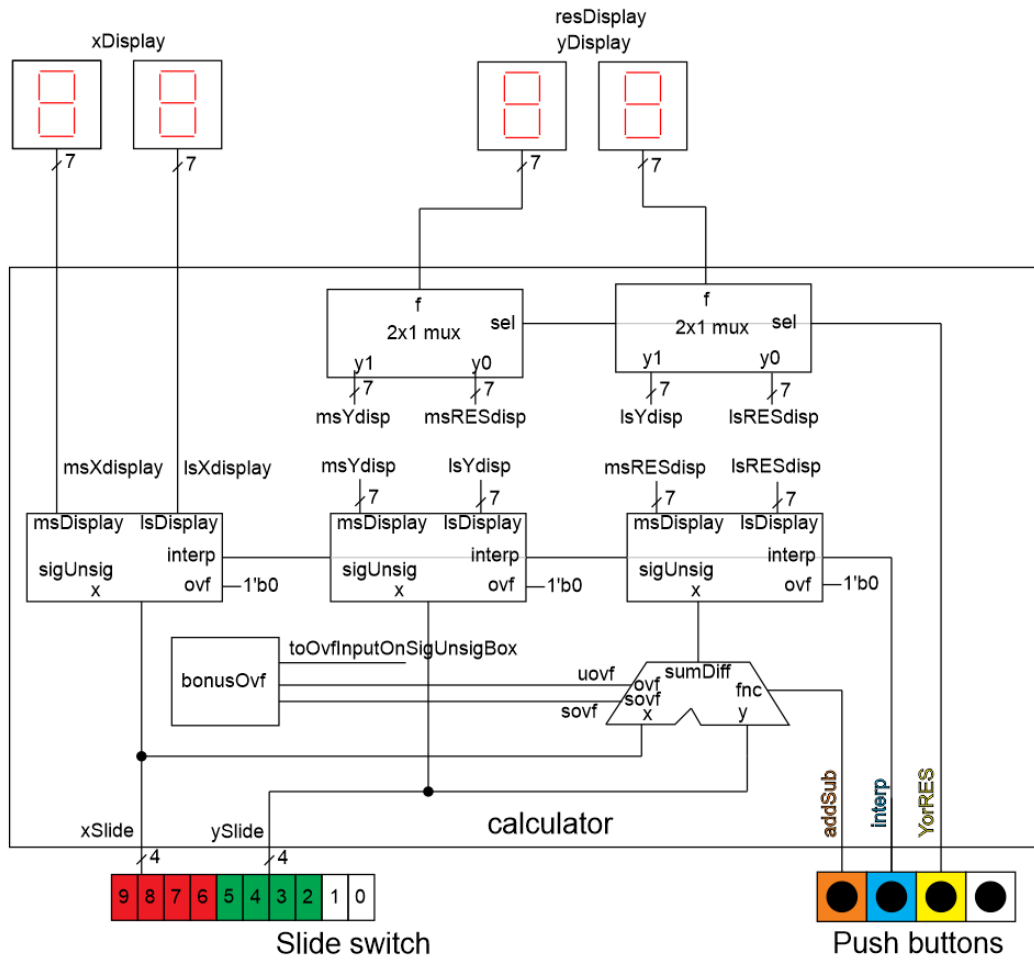 resDisplay
xDisplay
yDisplay
7
7
7
7
f
2x1 mux
sel
y1
y0
f
2x1 mux
sel
y1
y0
7
7
7
7
msYdisp
msRESdisp
lsYdisp
lsRESdisp
msXdisplay
lsXdisplay
msYdisp
lsYdisp
msRESdisp
lsRESdisp
7
7
7
7
msDisplay
lsDisplay
interp
sigUnsig
ovf
x
1'b0
msDisplay
lsDisplay
interp
sigUnsig
ovf
x
1'b0
msDisplay
lsDisplay
interp
sigUnsig
ovf
x
1'b0
toOvfInputOnSigUnsigBox
bonusOvf
uovf
sovf
sumDiff
ovf
sovf
fnc
x
y
addSub
interp
YorRES
calculator
xSlide
ySlide
4
4
9 8 7 6 5 4 3 2 1 0
Slide switch
Push buttons